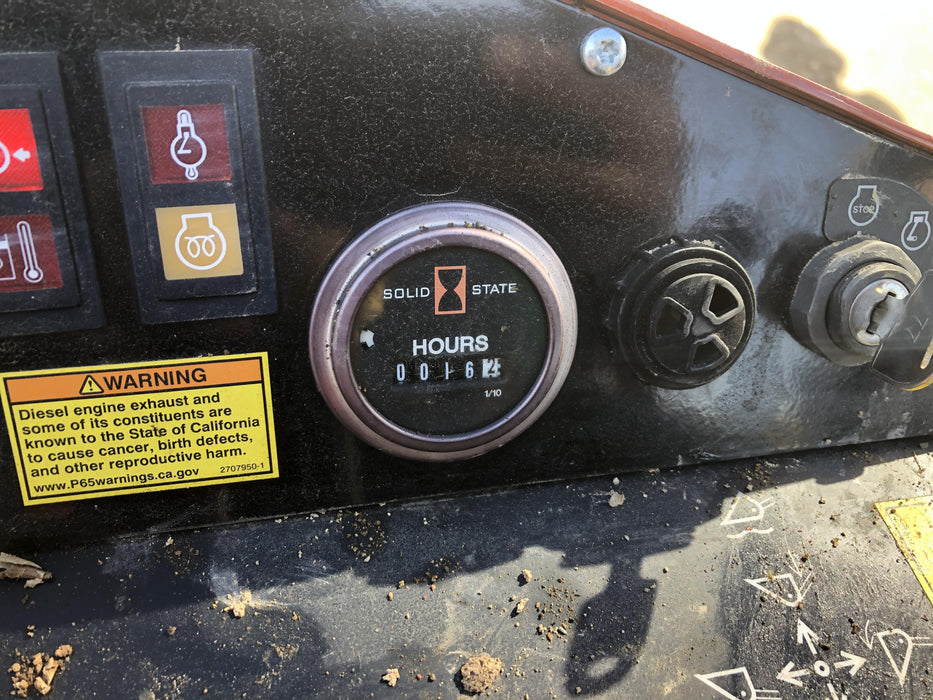 STOP
SOLID STATE
HOURS
0016
1/10
WARNING
Diesel engine exhaust and
some of its constituents are
known to the State of California
to cause cancer, birth defects,
and other reproductive harm.
www.P65warnings.ca.gov 2707950-1